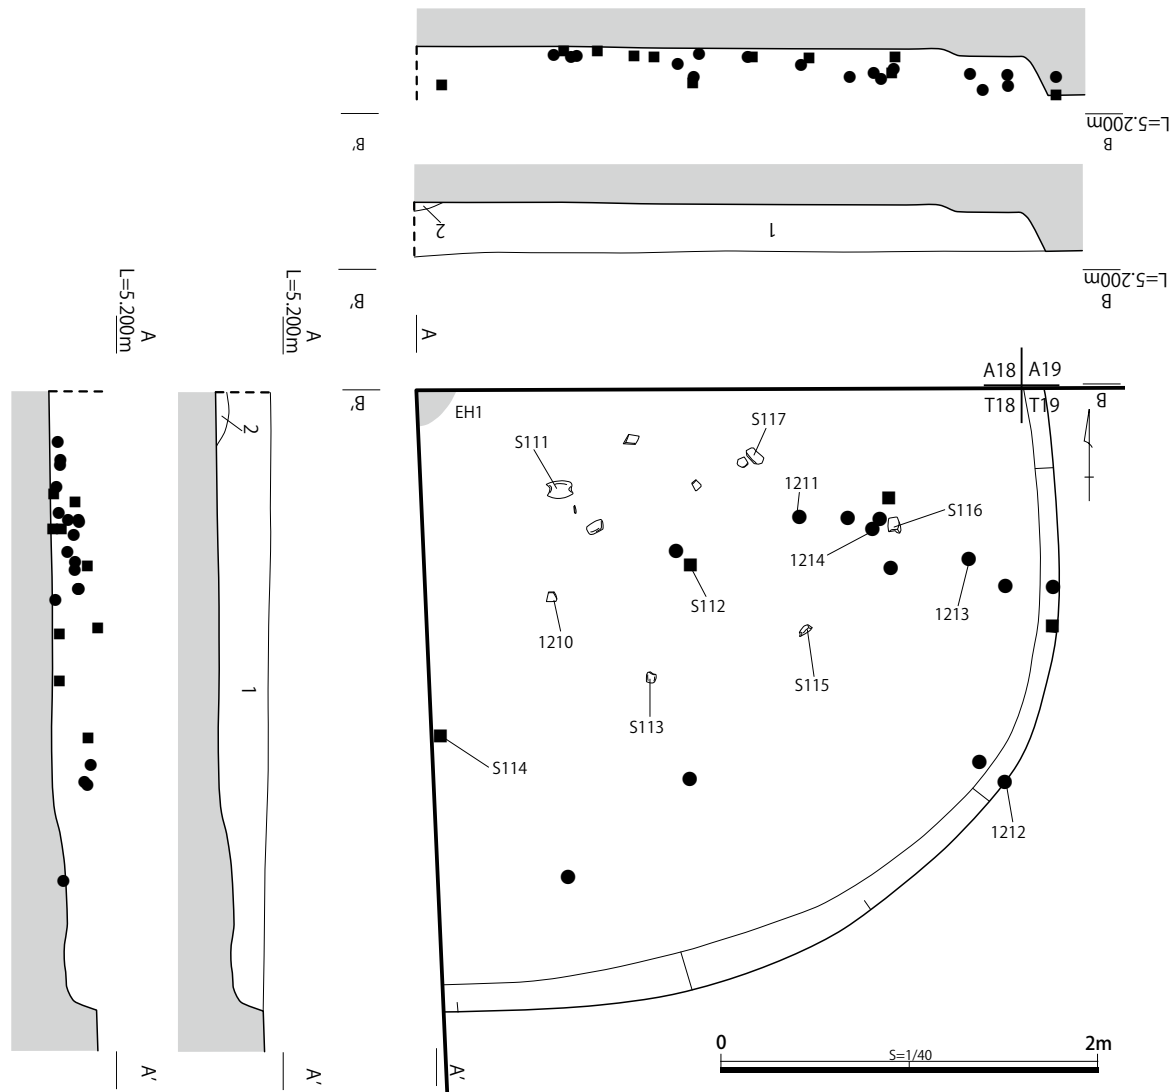 L=5.200m
B
B'
2
1
L=5.200m
B
B'
L=5.200m
A
L=5.200m
A
A
B'
A18
A19
T18
T19
B
EH1
S111
S117
1211
S116
1214
S112
1213
1210
S115
S113
S114
1212
2
1
A'
A'
A'
0
2m
S=1/40